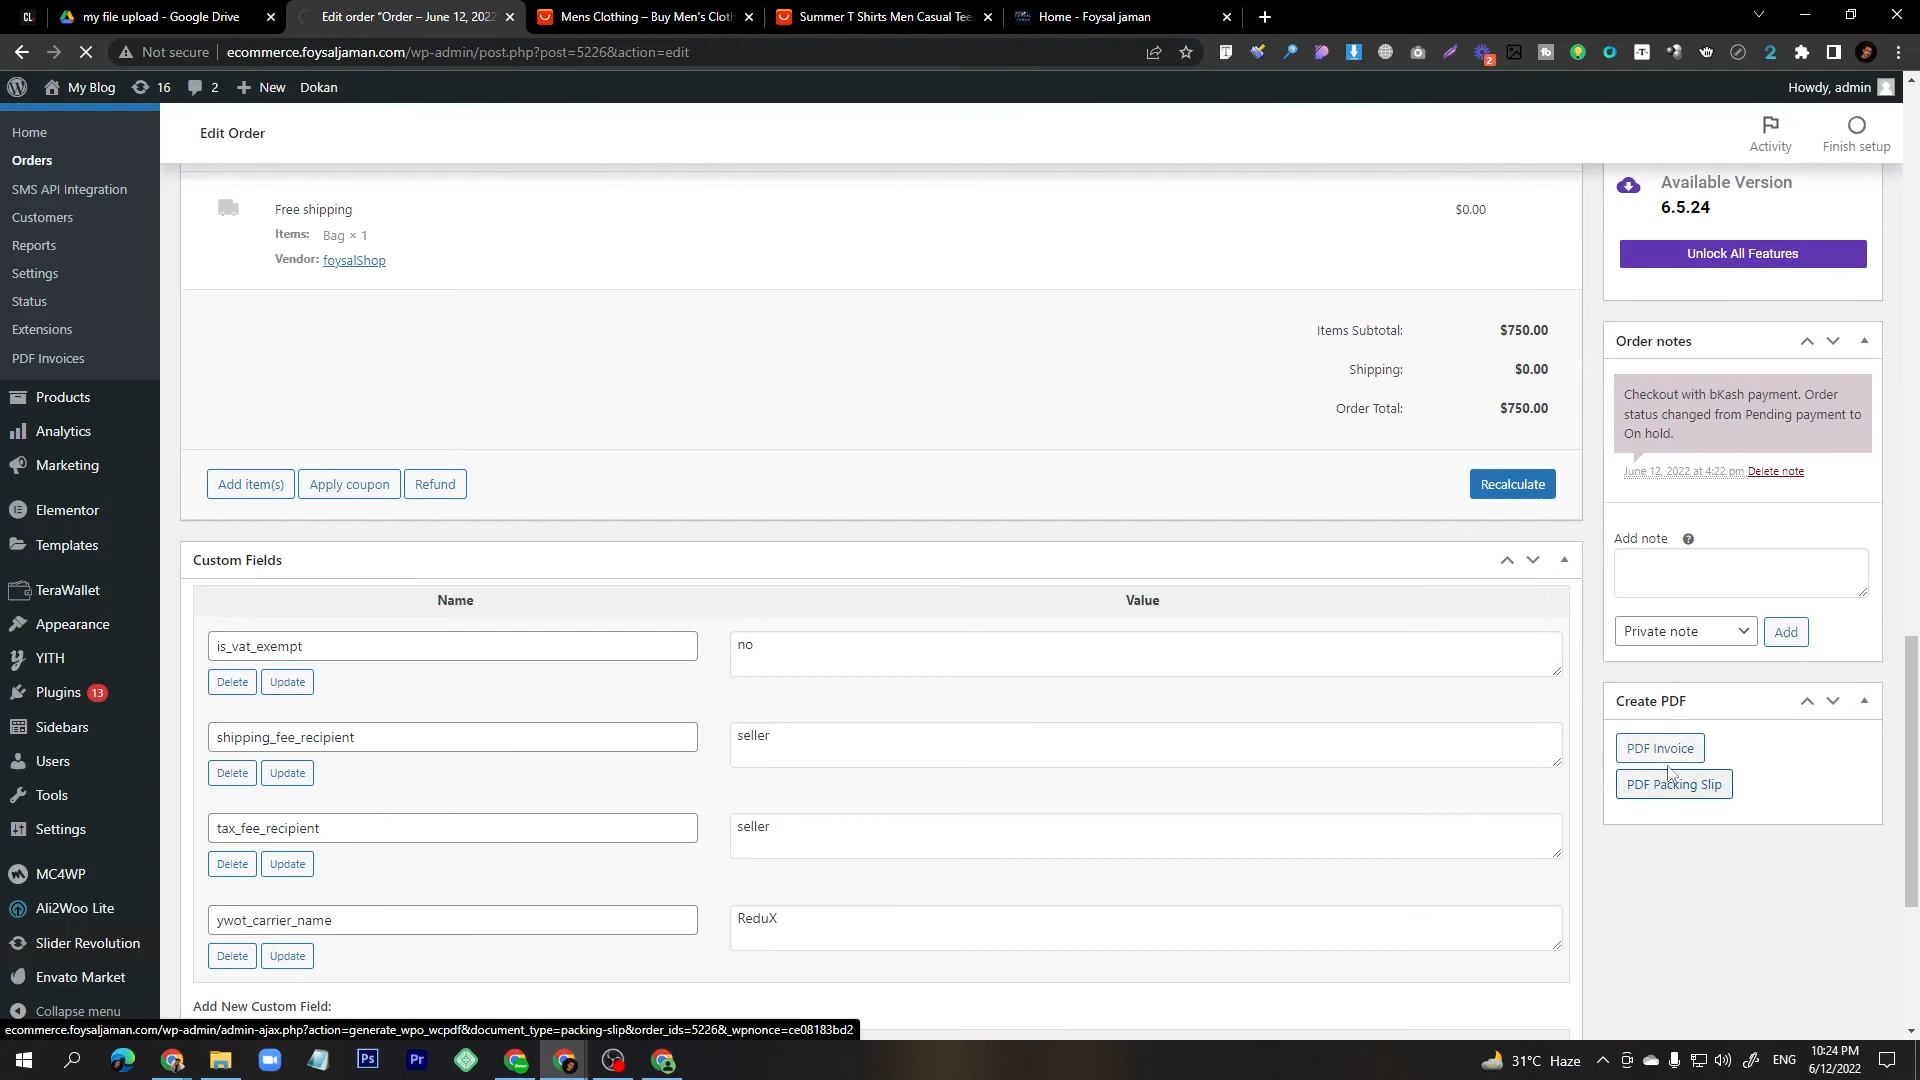 my file upload - Google Drive
Edit order "Order – June 12, 2022
Mens Clothing – Buy Men's Cloth
Summer T Shirts Men Casual Tee
Home - Foysal jaman
Not secure
ecommerce.foysaljaman.com/wp-admin/post.php?post=5226&action=edit
My Blog
16
2
New
Dokan
Howdy, admin
Home
Orders
SMS API Integration
Customers
Reports
Settings
Status
Extensions
PDF Invoices
Products
Analytics
Marketing
Elementor
Templates
TeraWallet
Appearance
YITH
Plugins 13
Sidebars
Users
Tools
Settings
MC4WP
Ali2Woo Lite
Slider Revolution
Envato Market
Collapse menu
Edit Order
Activity
Finish setup
Free shipping
$0.00
Items: Bag × 1
Vendor: foysalShop
Items Subtotal: $750.00
Shipping: $0.00
Order Total: $750.00
Add item(s)
Apply coupon
Refund
Recalculate
Custom Fields
Name
Value
is_vat_exempt
no
Delete
Update
shipping_fee_recipient
seller
Delete
Update
tax_fee_recipient
seller
Delete
Update
ywot_carrier_name
ReduX
Delete
Update
Add New Custom Field:
Available Version
6.5.24
Unlock All Features
Order notes
Checkout with bKash payment. Order
status changed from Pending payment to
On hold.
June 12, 2022 at 4:22 pm Delete note
Add note
Private note
Add
Create PDF
PDF Invoice
PDF Packing Slip
ecommerce.foysaljaman.com/wp-admin/admin-ajax.php?action=generate_wpo_wcpdf&document_type=packing-slip&order_ids=5226&_wpnonce=ce08183bd2
31°C Haze
ENG
10:24 PM
6/12/2022